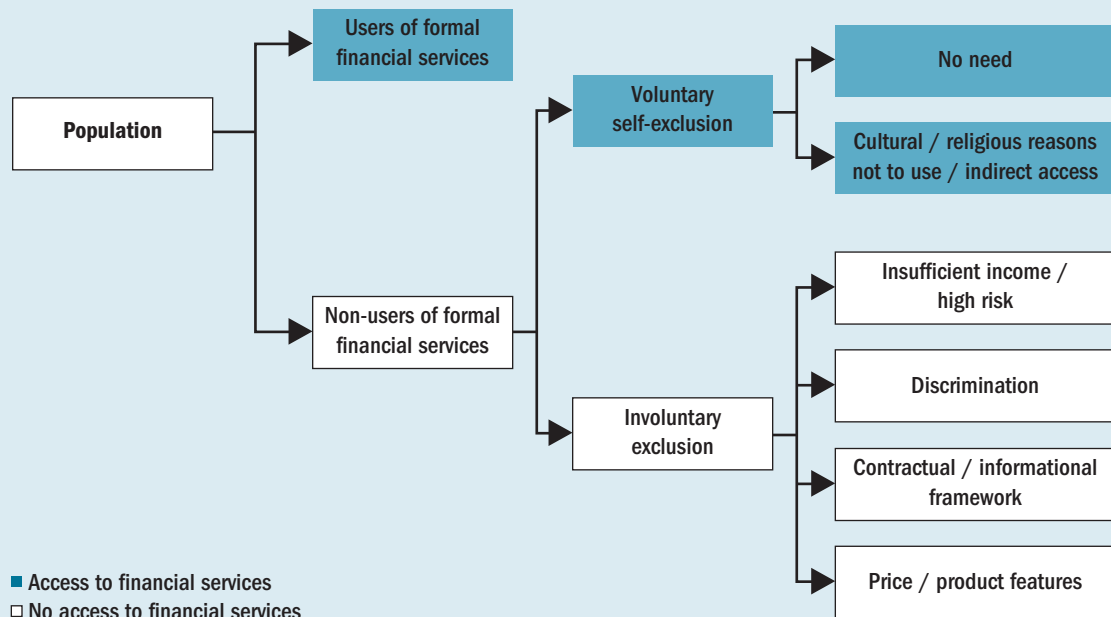 Population
Users of formal
financial services
Non-users of formal
financial services
Voluntary
self-exclusion
Involuntary
exclusion
No need
Cultural / religious reasons
not to use / indirect access
Insufficient income /
high risk
Discrimination
Contractual / informational
framework
Price / product features
Access to financial services
No access to financial services